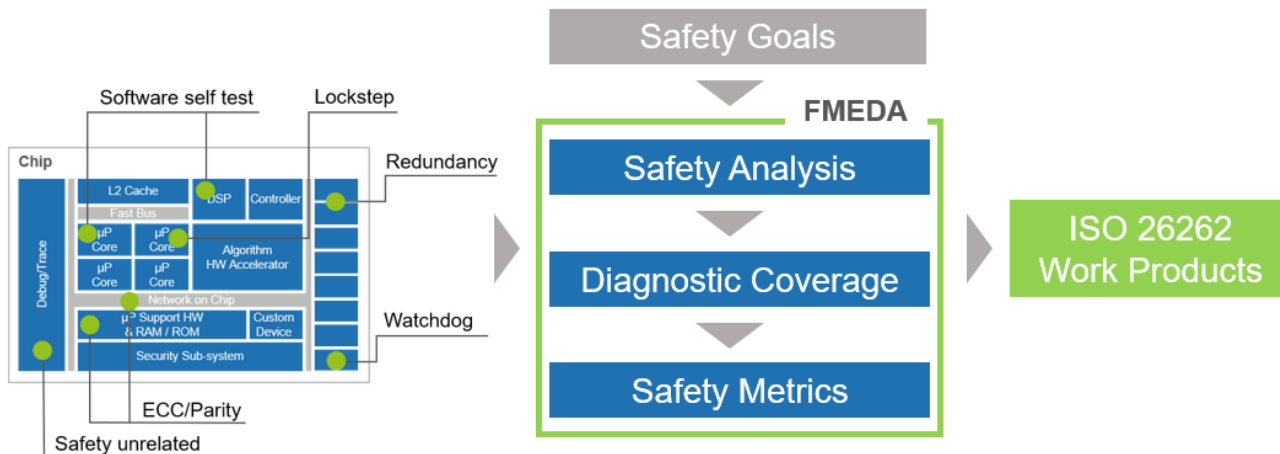 Safety Goals
FMEDA
Safety Analysis
Diagnostic Coverage
Safety Metrics
ISO 26262
Work Products
Software self test
Lockstep
Redundancy
Chip
L2 Cache
DSP
Controller
Fast Bus
µP
Core
µP
Core
µP
Core
µP
Core
Algorithm
HW Accelerator
Debug/Trace
Network on Chip
µP Support HW
& RAM / ROM
Custom
Device
Security Sub-system
Watchdog
ECC/Parity
Safety unrelated